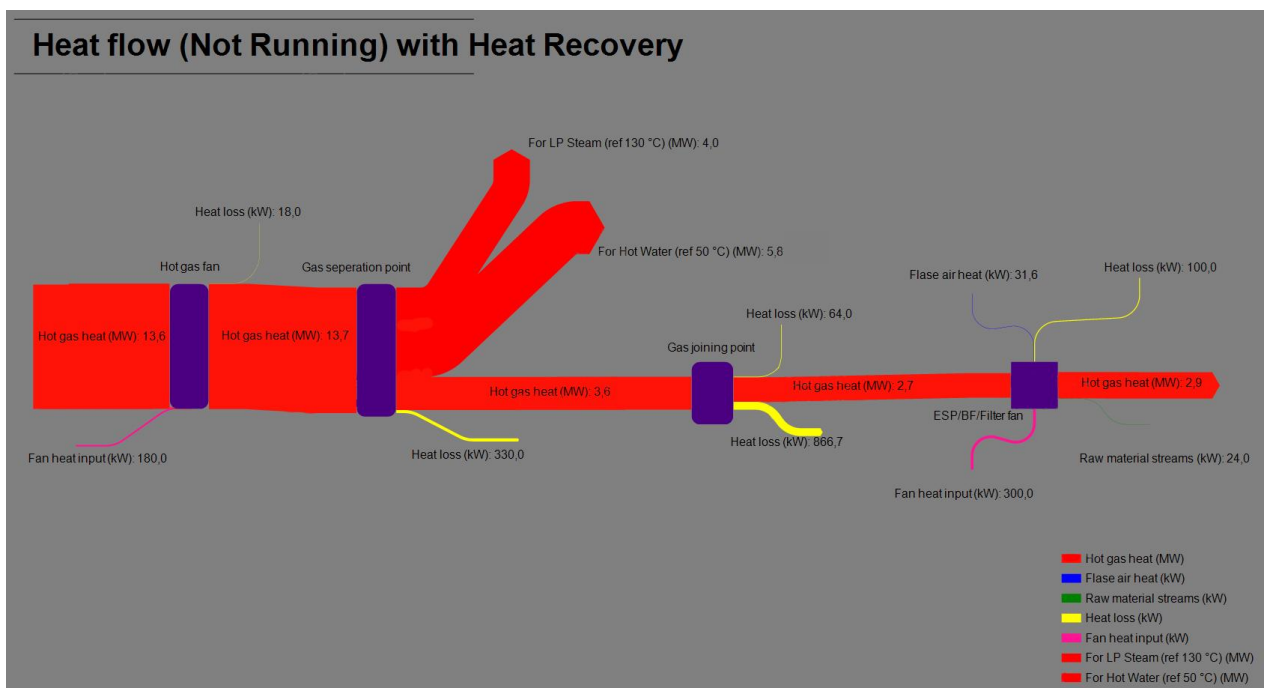 Heat flow (Not Running) with Heat Recovery
For LP Steam (ref 130 °C) (MW): 4,0
Heat loss (kW): 18,0
For Hot Water (ref 50 °C) (MW): 5,8
Hot gas fan
Gas seperation point
Flase air heat (kW): 31,6
Heat loss (kW): 100,0
Heat loss (kW): 64,0
Hot gas heat (MW): 13,6
Hot gas heat (MW): 13,7
Gas joining point
Hot gas heat (MW): 3,6
Hot gas heat (MW): 2,7
Hot gas heat (MW): 2,9
ESP/BF/Filter fan
Heat loss (kW): 866,7
Fan heat input (kW): 180,0
Heat loss (kW): 330,0
Raw material streams (kW): 24,0
Fan heat input (kW): 300,0
Hot gas heat (MW)
Flase air heat (kW)
Raw material streams (kW)
Heat loss (kW)
Fan heat input (kW)
For LP Steam (ref 130 °C) (MW)
For Hot Water (ref 50 °C) (MW)